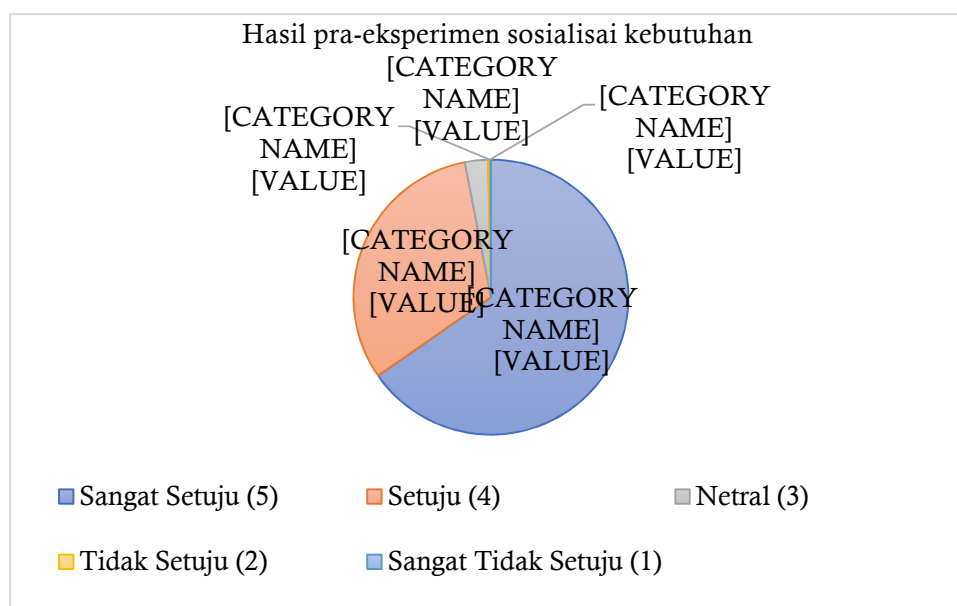 Hasil pra-eksperimen sosialisai kebutuhan
[CATEGORY
NAME]
[VALUE]
[CATEGORY
NAME]
[VALUE]
[CATEGORY
NAME]
[VALUE]
[CATEGORY
NAME]
[VALUE]
[CATEGORY
NAME]
[VALUE]
Sangat Setuju (5)
Setuju (4)
Netral (3)
Tidak Setuju (2)
Sangat Tidak Setuju (1)